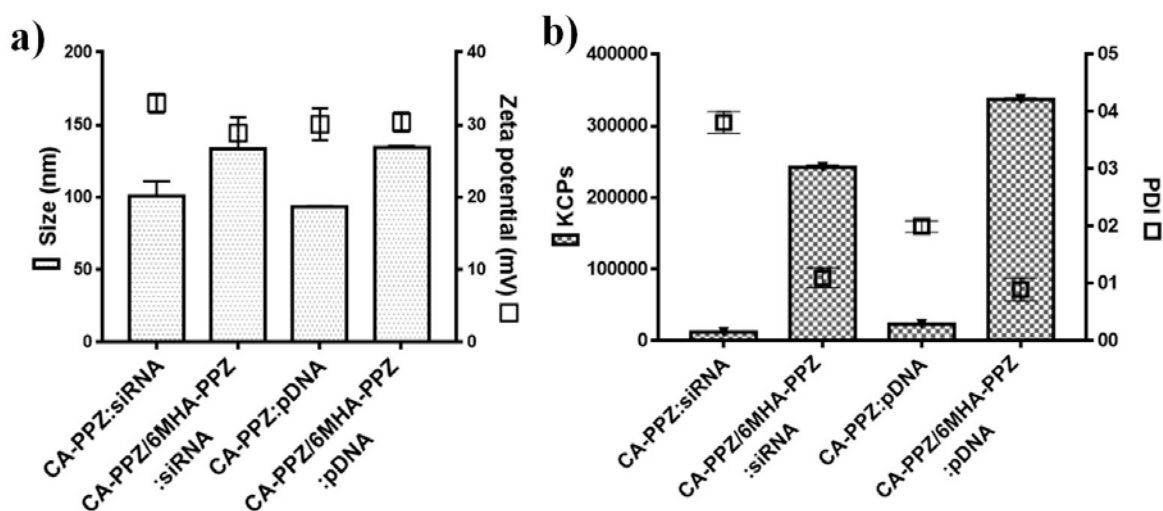 a)
200
150
100
50
0
Size (nm)
40
30
20
10
0
Zeta potential (mV)
CA-PPZ:siRNA
CA-PPZ/6MHA-PPZ
:siRNA
CA-PPZ:pDNA
CA-PPZ/6MHA-PPZ
:pDNA
b)
400000
300000
200000
100000
0
KCPs
05
04
03
02
01
00
PDI
CA-PPZ:siRNA
CA-PPZ/6MHA-PPZ
:siRNA
CA-PPZ:pDNA
CA-PPZ/6MHA-PPZ
:pDNA